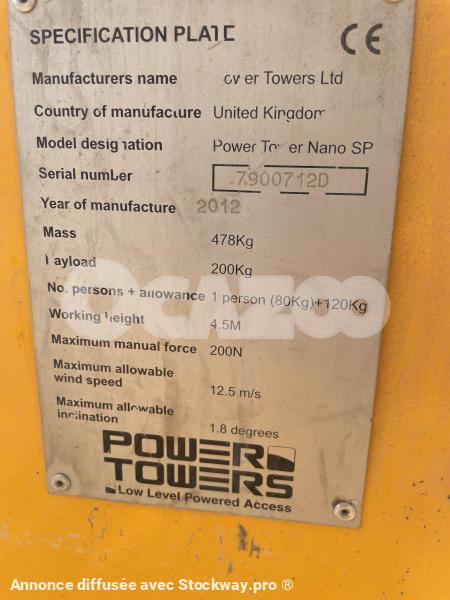 SPECIFICATION PLATE
CE
Manufacturers name ower Towers Ltd
Country of manufacture United Kingdom
Model designation Power Tower Nano SP
Serial number 7900712D
Year of manufacture 2012
Mass 478Kg
Payload 200Kg
No. persons + allowance 1 person (80Kg)+120Kg
OCAZOO
Working height 4.5M
Maximum manual force 200N
Maximum allowable
wind speed 12.5 m/s
Maximum allowable
inclination 1.8 degrees
POWER
TOWERS
Low Level Powered Access
Annonce diffusée avec Stockway.pro ®